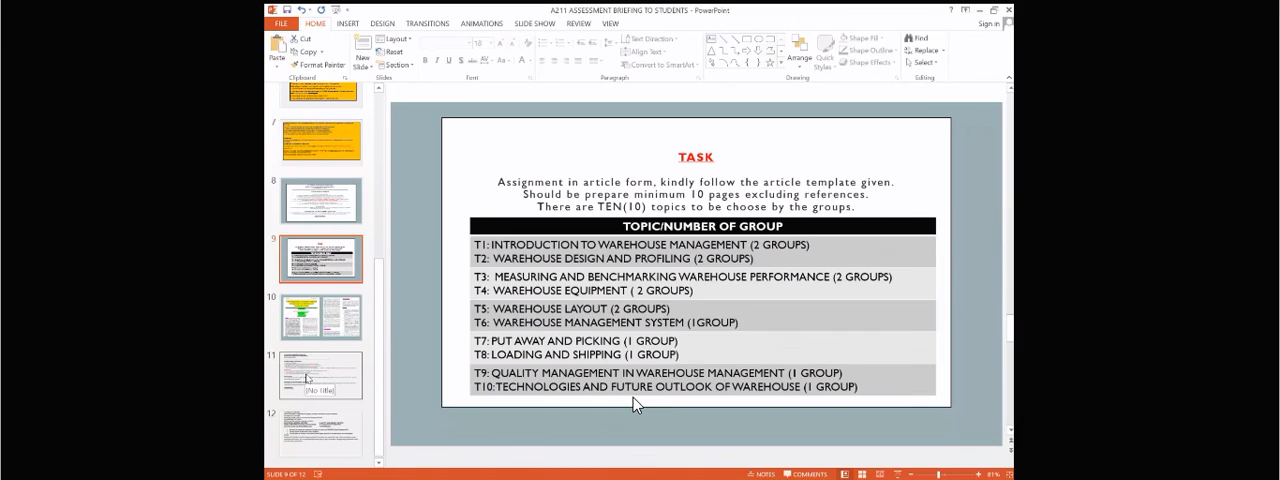 A211 ASSESSMENT BRIEFING TO STUDENTS - PowerPoint
Sign in
FILE HOME INSERT DESIGN TRANSITIONS ANIMATIONS SLIDE SHOW REVIEW VIEW
Paste
Cut
Copy
Format Painter
Clipboard
New
Slide
Layout
Reset
Section
Slides
18
Font
Text Direction
Align Text
Convert to SmartArt
Paragraph
Arrange
Quick
Styles
Shape Fill
Shape Outline
Shape Effects
Drawing
Find
Replace
Select
Editing
7
8
9
10
11
(No Title)
12
TASK
Assignment in article form, kindly follow the article template given.
Should be prepare minimum 10 pages excluding references.
There are TEN(10) topics to be choose by the groups.
TOPIC/NUMBER OF GROUP
T1: INTRODUCTION TO WAREHOUSE MANAGEMENT (2 GROUPS)
T2: WAREHOUSE DESIGN AND PROFILING (2 GROUPS)
T3: MEASURING AND BENCHMARKING WAREHOUSE PERFORMANCE (2 GROUPS)
T4: WAREHOUSE EQUIPMENT ( 2 GROUPS)
T5: WAREHOUSE LAYOUT (2 GROUPS)
T6: WAREHOUSE MANAGEMENT SYSTEM (1GROUP)
T7: PUT AWAY AND PICKING (1 GROUP)
T8: LOADING AND SHIPPING (1 GROUP)
T9: QUALITY MANAGEMENT IN WAREHOUSE MANAGEMENT (1 GROUP)
T10: TECHNOLOGIES AND FUTURE OUTLOOK OF WAREHOUSE (1 GROUP)
SLIDE 9 OF 12
NOTES
COMMENTS
81%